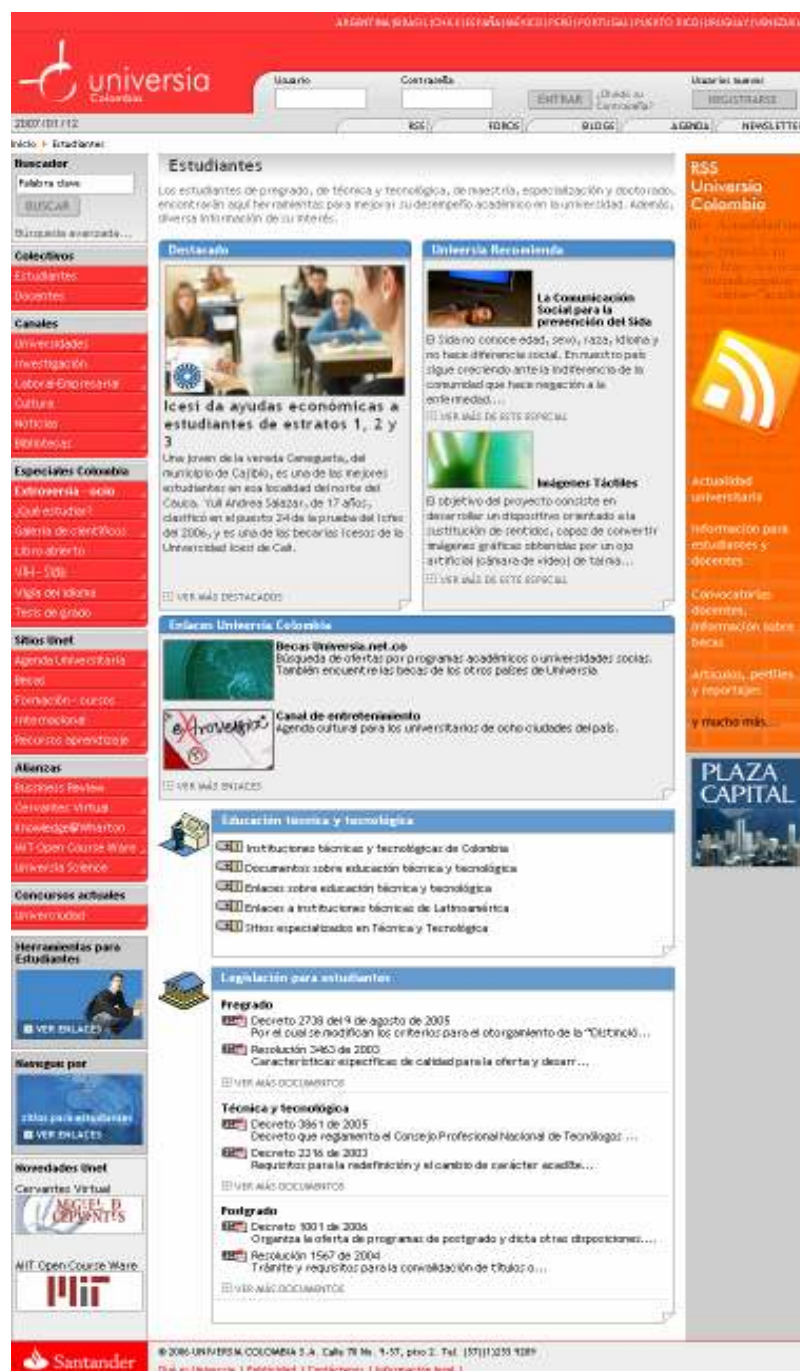 ARGENTINA|BRASIL|CHILE|ESPAÑA|MÉXICO|PERÚ|PORTUGAL|PUERTO RICO|URUGUAY|VENEZUELA
universia
Colombia
Usuario
Contraseña
ENTRAR
¿Olvidó su
Contraseña?
Usuarios nuevos
REGISTRARSE
2007/01/12
RSS
FOROS
BLOGS
AGENDA
NEWSLETTER
Inicio
Estudiantes
Buscador
Palabra clave
BUSCAR
Búsqueda avanzada...
Colectivos
Estudiantes
Docentes
Canales
Universidades
Investigación
Laboral-Empresarial
Cultura
Noticias
Bibliotecas
Especiales Colombia
Extroversia - ocio
¿Qué estudiar?
Galería de científicos
Libro abierto
VIH - Sida
Vigía del idioma
Tesis de grado
Sitios Unet
Agenda Universitaria
Becas
Formación - cursos
Internacional
Recursos aprendizaje
Alianzas
Bussiness Review
Cervantes Virtual
Knowledge@Wharton
MIT Open Course Ware
Universia Science
Concursos actuales
Universiudad
Herramientas para
Estudiantes
VER ENLACES
Navegue por
sitios para estudiantes
VER ENLACES
Novedades Unet
Cervantes Virtual
MIGUEL D
CERVANTES
MIT Open Course Ware
MIT
Santander
Estudiantes
Los estudiantes de pregrado, de técnica y tecnológica, de maestría, especialización y doctorado,
encontrarán aquí herramientas para mejorar su desempeño académico en la universidad. Además,
diversa información de su interés.
Destacado
Icesi da ayudas económicas a
estudiantes de estratos 1, 2 y
3
Una joven de la vereda Cenegueta, del
municipio de Cajibío, es una de las mejores
estudiantes en esa localidad del norte del
Cauca. Yuli Andrea Salazar, de 17 años,
clasificó en el puesto 24 de la prueba del Icfes
del 2006, y es una de las becarias Icesos de la
Universidad Icesi de Cali.
VER MÁS DESTACADOS
Universia Recomienda
La Comunicación
Social para la
prevención del Sida
El Sida no conoce edad, sexo, raza, idioma y
no hace diferencia social. En nuestro país
sigue creciendo ante la indiferencia de la
comunidad que hace negación a la
enfermedad....
VER MÁS DE ESTE ESPECIAL
Imágenes Táctiles
El objetivo del proyecto consiste en
desarrollar un dispositivo orientado a la
sustitución de sentidos, capaz de convertir
imágenes gráficas obtenidas por un ojo
artificial (cámara de video) de talma...
VER MÁS DE ESTE ESPECIAL
Enlaces Universia Colombia
Becas Universia.net.co
Búsqueda de ofertas por programas académicos o universidades socias.
También encuentre las becas de los otros países de Universia
extroversia
Canal de entretenimiento
Agenda cultural para los universitarios de ocho ciudades del país.
VER MÁS ENLACES
Educación técnica y tecnológica
Instituciones técnicas y tecnológicas de Colombia
Documentos sobre educación técnica y tecnológica
Enlaces sobre educación técnica y tecnológica
Enlaces a instituciones técnicas de Latinoamérica
Sitios especializados en Técnica y Tecnológica
Legislación para estudiantes
Pregrado
Decreto 2738 del 9 de agosto de 2005
Por el cual se modifican los criterios para el otorgamiento de la "Distinció...
Resolución 3463 de 2003
Características específicas de calidad para la oferta y desarr...
VER MÁS DOCUMENTOS
Técnica y tecnológica
Decreto 3861 de 2005
Decreto que reglamenta el Consejo Profesional Nacional de Tecnólogos ...
Decreto 2216 de 2003
Requisitos para la redefinición y el cambio de carácter acadíte...
VER MÁS DOCUMENTOS
Postgrado
Decreto 1001 de 2006
Organiza la oferta de programas de postgrado y dicta otras disposiciones....
Resolución 1567 de 2004
Trámite y requisitos para la convalidación de títulos o...
VER MÁS DOCUMENTOS
RSS
Universia
Colombia
Actualidad
universitaria
Información para
estudiantes y
docentes
Convocatorias
docentes,
información sobre
becas
Artículos, perfiles
y reportajes
y mucho más...
PLAZA
CAPITAL
© 2006 UNIVERSIA COLOMBIA S.A. Calle 70 No. 9-57, piso 2. Tel. (57)(1)255 9289
Qué es Universia | Publicidad | Contáctenos | Información legal |